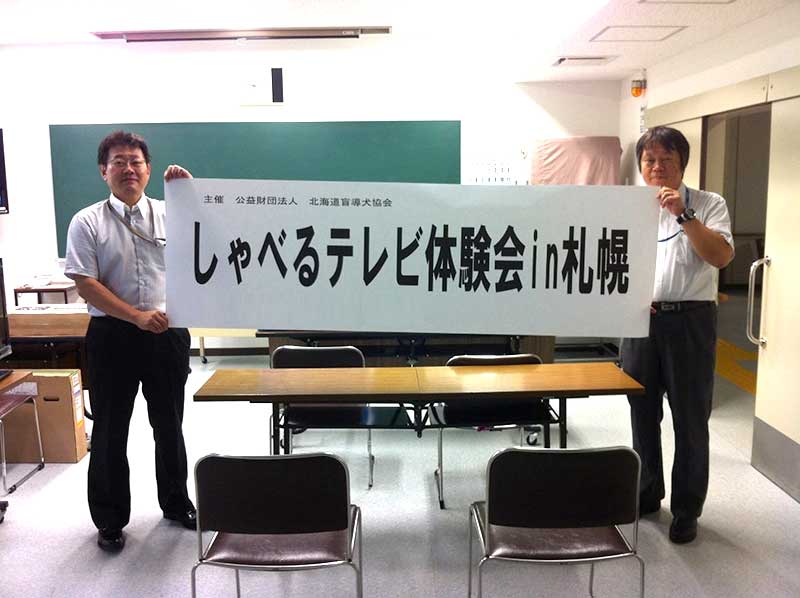 主催　公益財団法人　北海道盲導犬協会
しゃべるテレビ体験会in札幌